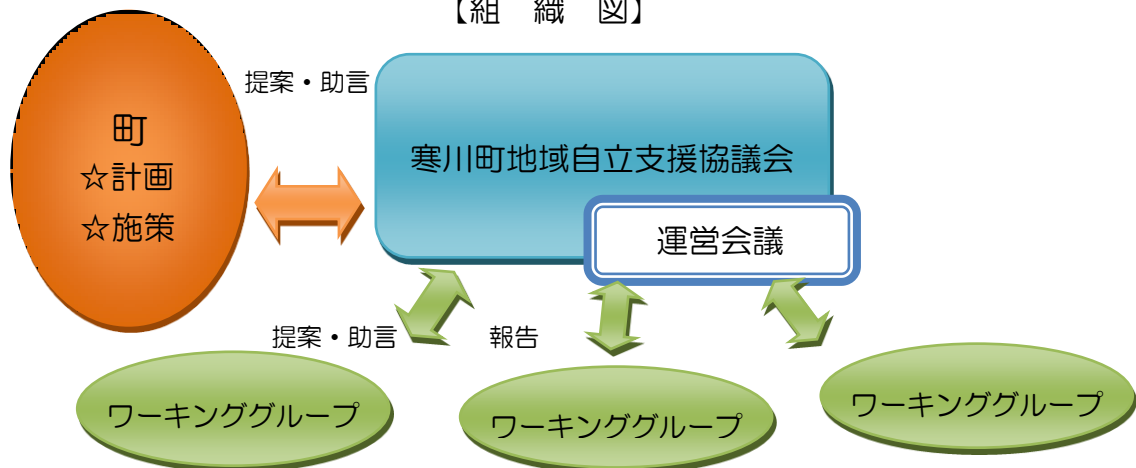 【組　織　図】
提案・助言
町
☆計画
☆施策
寒川町地域自立支援協議会
運営会議
提案・助言
報告
ワーキンググループ
ワーキンググループ
ワーキンググループ